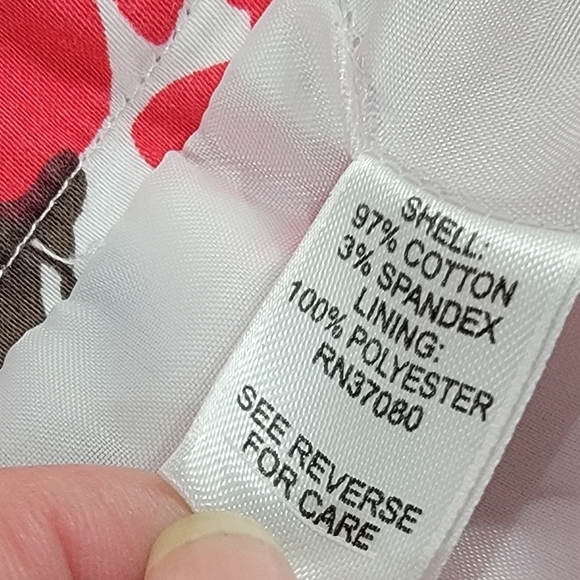 SHELL:
97% COTTON
3% SPANDEX
LINING:
100% POLYESTER
RN37080
SEE REVERSE
FOR CARE